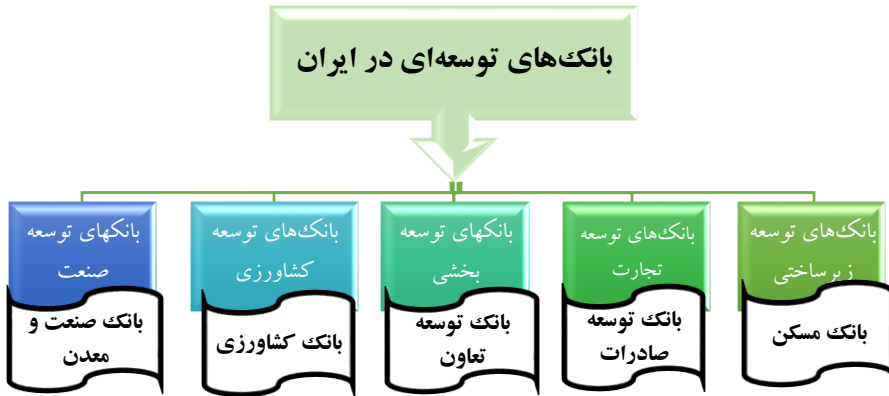 بانک‌های توسعه‌ای در ایران
بانک‌های توسعه
زیرساختی
بانک مسکن
بانک‌های توسعه
تجارت
بانک توسعه
صادرات
بانکهای توسعه
بخشی
بانک توسعه
تعاون
بانک‌های توسعه
کشاورزی
بانک کشاورزی
بانکهای توسعه
صنعت
بانک صنعت و
معدن